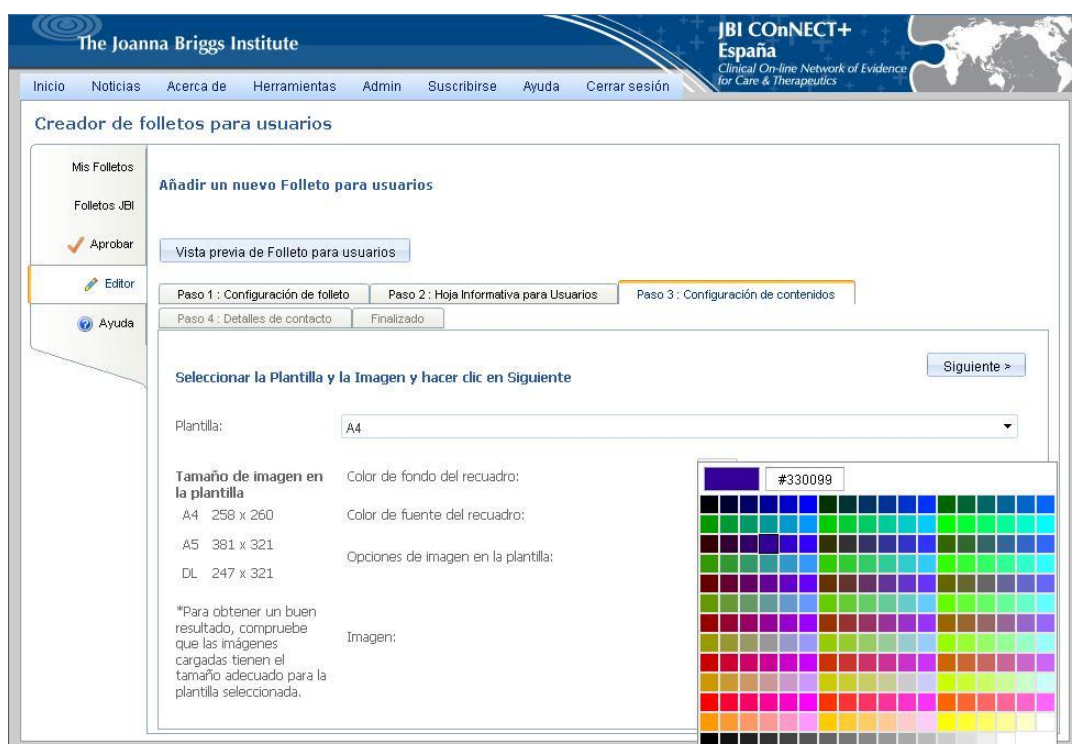 The Joanna Briggs Institute
JBI COnNECT+
España
Clinical On-line Network of Evidence
for Care & Therapeutics
Inicio Noticias Acerca de Herramientas Admin Suscribirse Ayuda Cerrar sesión
Creador de folletos para usuarios
Mis Folletos
Folletos JBI
Aprobar
Editor
Ayuda
Añadir un nuevo Folleto para usuarios
Vista previa de Folleto para usuarios
Paso 1 : Configuración de folleto Paso 2 : Hoja Informativa para Usuarios Paso 3 : Configuración de contenidos
Paso 4 : Detalles de contacto Finalizado
Seleccionar la Plantilla y la Imagen y hacer clic en Siguiente
Siguiente >
Plantilla: A4
Tamaño de imagen en
la plantilla
A4 258 x 260
A5 381 x 321
DL 247 x 321
*Para obtener un buen
resultado, compruebe
que las imágenes
cargadas tienen el
tamaño adecuado para la
plantilla seleccionada.
Color de fondo del recuadro:
Color de fuente del recuadro:
Opciones de imagen en la plantilla:
Imagen:
#330099